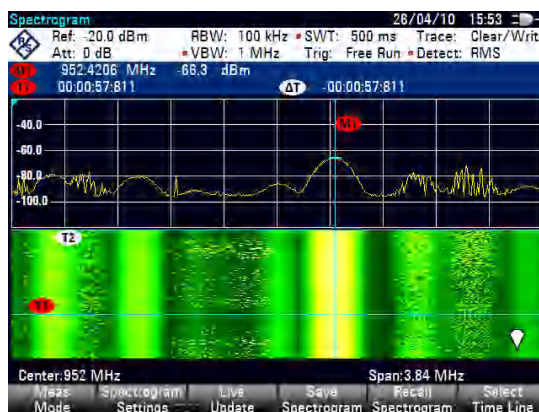 Spectrogram 26/04/10 15:53
Ref: -20.0 dBm RBW: 100 kHz SWT: 500 ms Trace: Clear/Writ
Att: 0 dB VBW: 1 MHz Trig: Free Run Detect: RMS
M1 952.4206 MHz -66.3 dBm
T1 00:00:57:811 ΔT -00:00:57:811
M1
-40.0
-60.0
-80.0
-100.0
T2
T1
Center:952 MHz Span:3.84 MHz
Meas Spectrogram Live Save Recall Select
Mode Settings Update Spectrogram Spectrogram Time Line